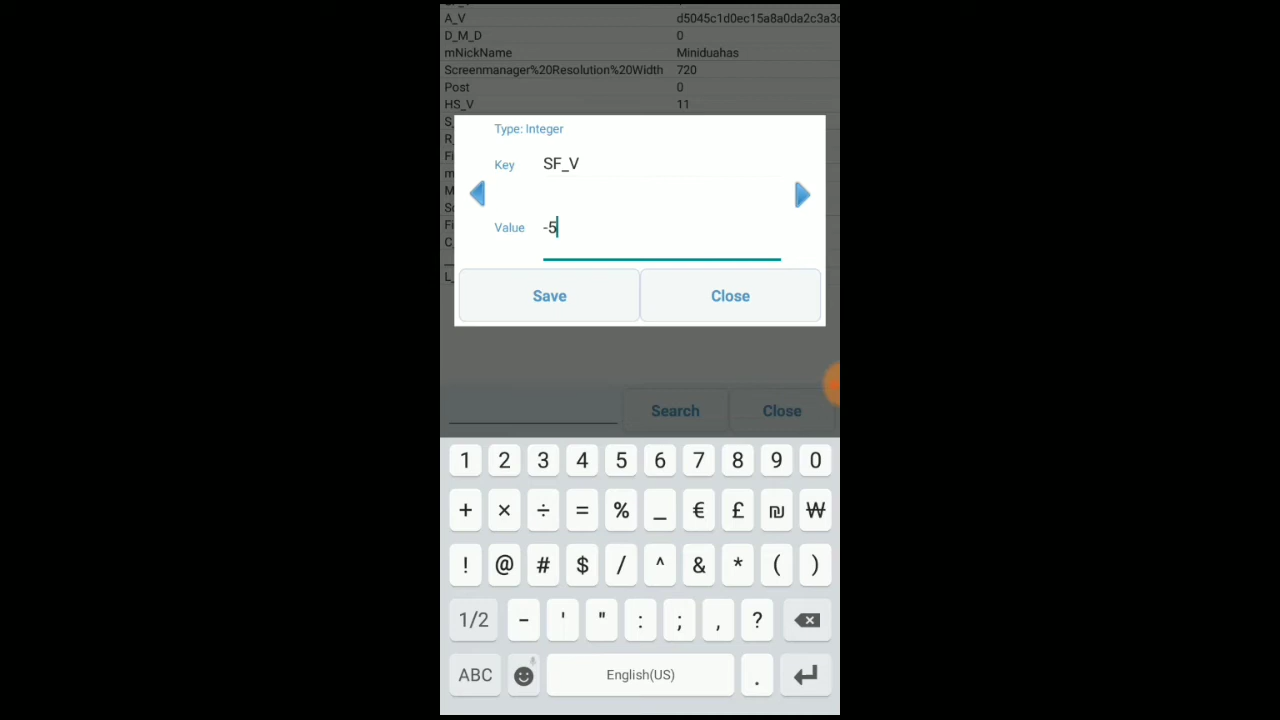 A_V d5045c1d0ec15a8a0da2c3a3c
D_M_D 0
mNickName Miniduahas
Screenmanager%20Resolution%20Width 720
Post 0
HS_V 11
Type: Integer
Key SF_V
Value -5
Save Close
Search Close
1 2 3 4 5 6 7 8 9 0
+ × ÷ = % _ € £ ₪ ₩
! @ # $ / ^ & * ( )
1/2 - ' " : ; , ?
ABC English(US) .